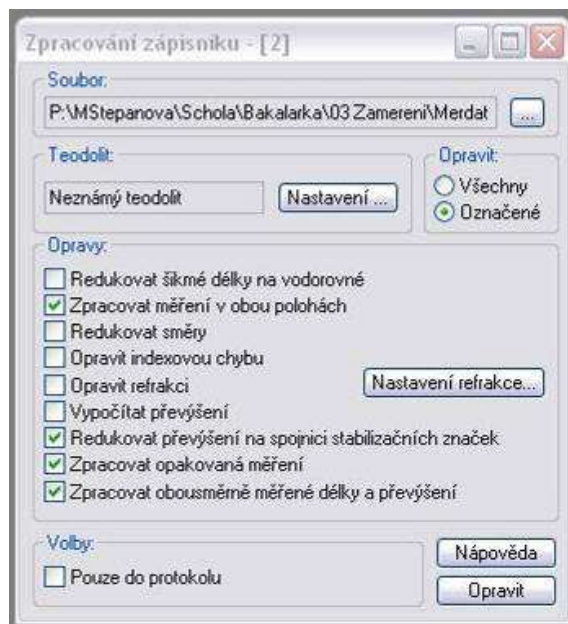 Zpracování zápisníku - [2]
Soubor:
P:\MStepanova\Schola\Bakalarka\03 Zamereni\Merdat
...
Teodolit:
Neznámý teodolit
Nastavení ...
Opravit:
Všechny
Označené
Opravy:
Redukovat šikmé délky na vodorovné
Zpracovat měření v obou polohách
Redukovat směry
Opravit indexovou chybu
Opravit refrakci
Nastavení refrakce...
Vypočítat převýšení
Redukovat převýšení na spojnici stabilizačních značek
Zpracovat opakovaná měření
Zpracovat obousměrně měřené délky a převýšení
Volby:
Pouze do protokolu
Nápověda
Opravit